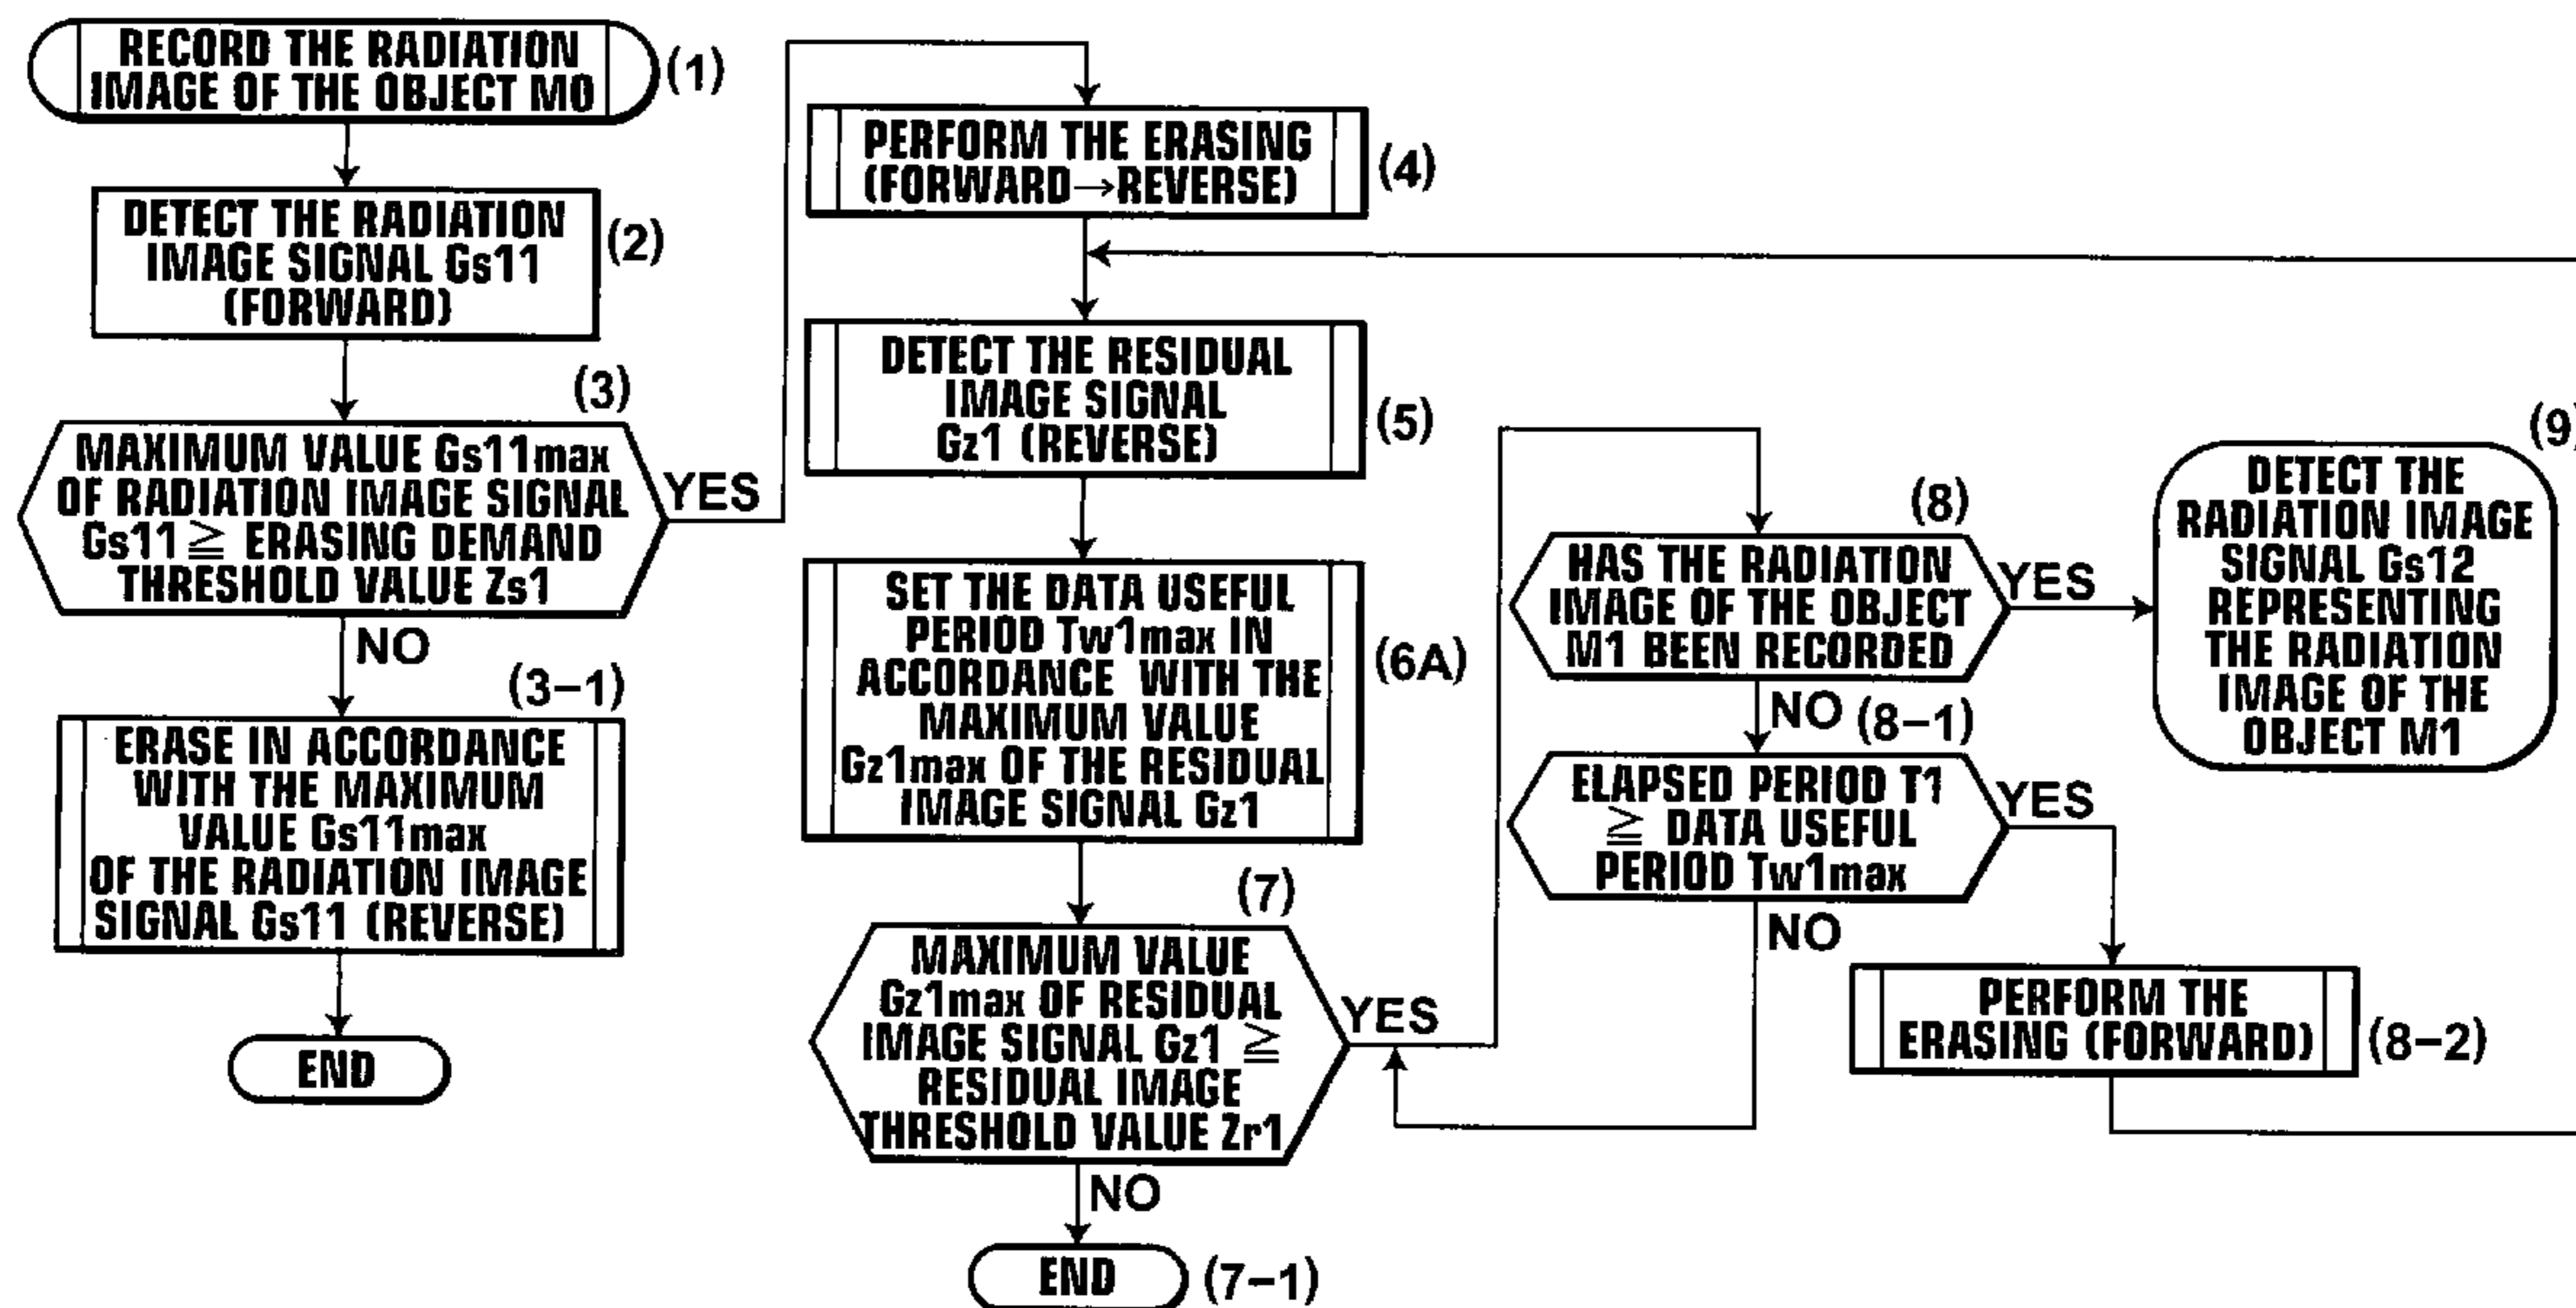 RECORD THE RADIATION
IMAGE OF THE OBJECT M0
(1)
DETECT THE RADIATION
IMAGE SIGNAL Gs11
(FORWARD)
(2)
(3)
MAXIMUM VALUE Gs11max
OF RADIATION IMAGE SIGNAL
Gs11 ≧ ERASING DEMAND
THRESHOLD VALUE Zs1
YES
NO
(3-1)
ERASE IN ACCORDANCE
WITH THE MAXIMUM
VALUE Gs11max
OF THE RADIATION IMAGE
SIGNAL Gs11 (REVERSE)
END
PERFORM THE ERASING
(FORWARD→REVERSE)
(4)
DETECT THE RESIDUAL
IMAGE SIGNAL
Gz1 (REVERSE)
(5)
SET THE DATA USEFUL
PERIOD Tw1max IN
ACCORDANCE WITH THE
MAXIMUM VALUE
Gz1max OF THE RESIDUAL
IMAGE SIGNAL Gz1
(6A)
(7)
MAXIMUM VALUE
Gz1max OF RESIDUAL
IMAGE SIGNAL Gz1 ≧
RESIDUAL IMAGE
THRESHOLD VALUE Zr1
YES
NO
END
(7-1)
(8)
HAS THE RADIATION
IMAGE OF THE OBJECT
M1 BEEN RECORDED
YES
NO
(8-1)
ELAPSED PERIOD T1
≧ DATA USEFUL
PERIOD Tw1max
YES
NO
PERFORM THE
ERASING (FORWARD)
(8-2)
(9)
DETECT THE
RADIATION IMAGE
SIGNAL Gs12
REPRESENTING
THE RADIATION
IMAGE OF THE
OBJECT M1